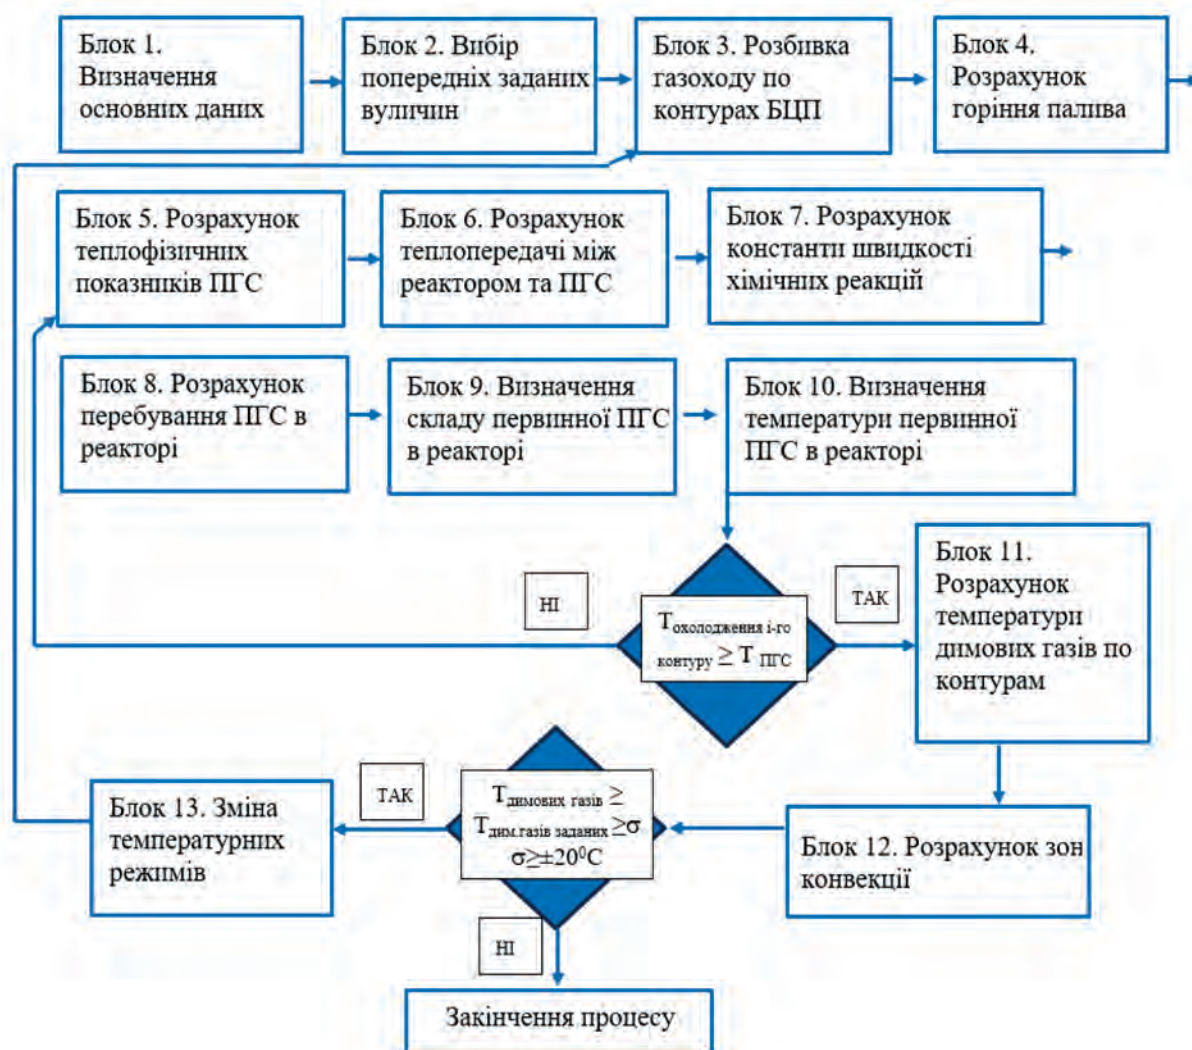 Блок 1.
Визначення
основних даних
Блок 2. Вибір
попередніх заданих
вуличин
Блок 3. Розбивка
газоходу по
контурах БЦП
Блок 4.
Розрахунок
горіння палива
Блок 5. Розрахунок
теплофізичних
показників ПГС
Блок 6. Розрахунок
теплопередачі між
реактором та ПГС
Блок 7. Розрахунок
константи швидкості
хімічних реакцій
Блок 8. Розрахунок
перебування ПГС в
реакторі
Блок 9. Визначення
складу первинної ПГС
в реакторі
Блок 10. Визначення
температури первинної
ПГС в реакторі
НІ
Т охолодження і-го
контуру ≥ Т ПГС
ТАК
Блок 11.
Розрахунок
температури
димових газів по
контурам
Блок 12. Розрахунок зон
конвекції
Т димових газів ≥
Т дим.газів заданих ≥σ
σ≥±20⁰С
ТАК
Блок 13. Зміна
температурних
режимів
НІ
Закінчення процесу